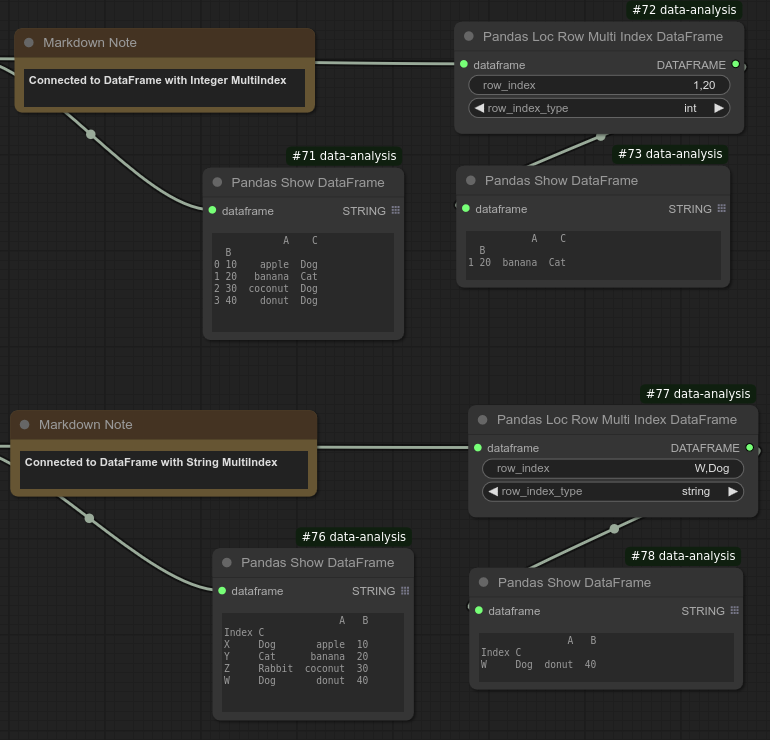 #72 data-analysis
Markdown Note
Connected to DataFrame with Integer MultiIndex
Pandas Loc Row Multi Index DataFrame
dataframe DATAFRAME
row_index 1,20
row_index_type int
#71 data-analysis
Pandas Show DataFrame
dataframe STRING
A C
B
0 10 apple Dog
1 20 banana Cat
2 30 coconut Dog
3 40 donut Dog
#73 data-analysis
Pandas Show DataFrame
dataframe STRING
A C
B
1 20 banana Cat
#77 data-analysis
Markdown Note
Connected to DataFrame with String MultiIndex
Pandas Loc Row Multi Index DataFrame
dataframe DATAFRAME
row_index W,Dog
row_index_type string
#76 data-analysis
Pandas Show DataFrame
dataframe STRING
A B
Index C
X Dog apple 10
Y Cat banana 20
Z Rabbit coconut 30
W Dog donut 40
#78 data-analysis
Pandas Show DataFrame
dataframe STRING
A B
Index C
W Dog donut 40